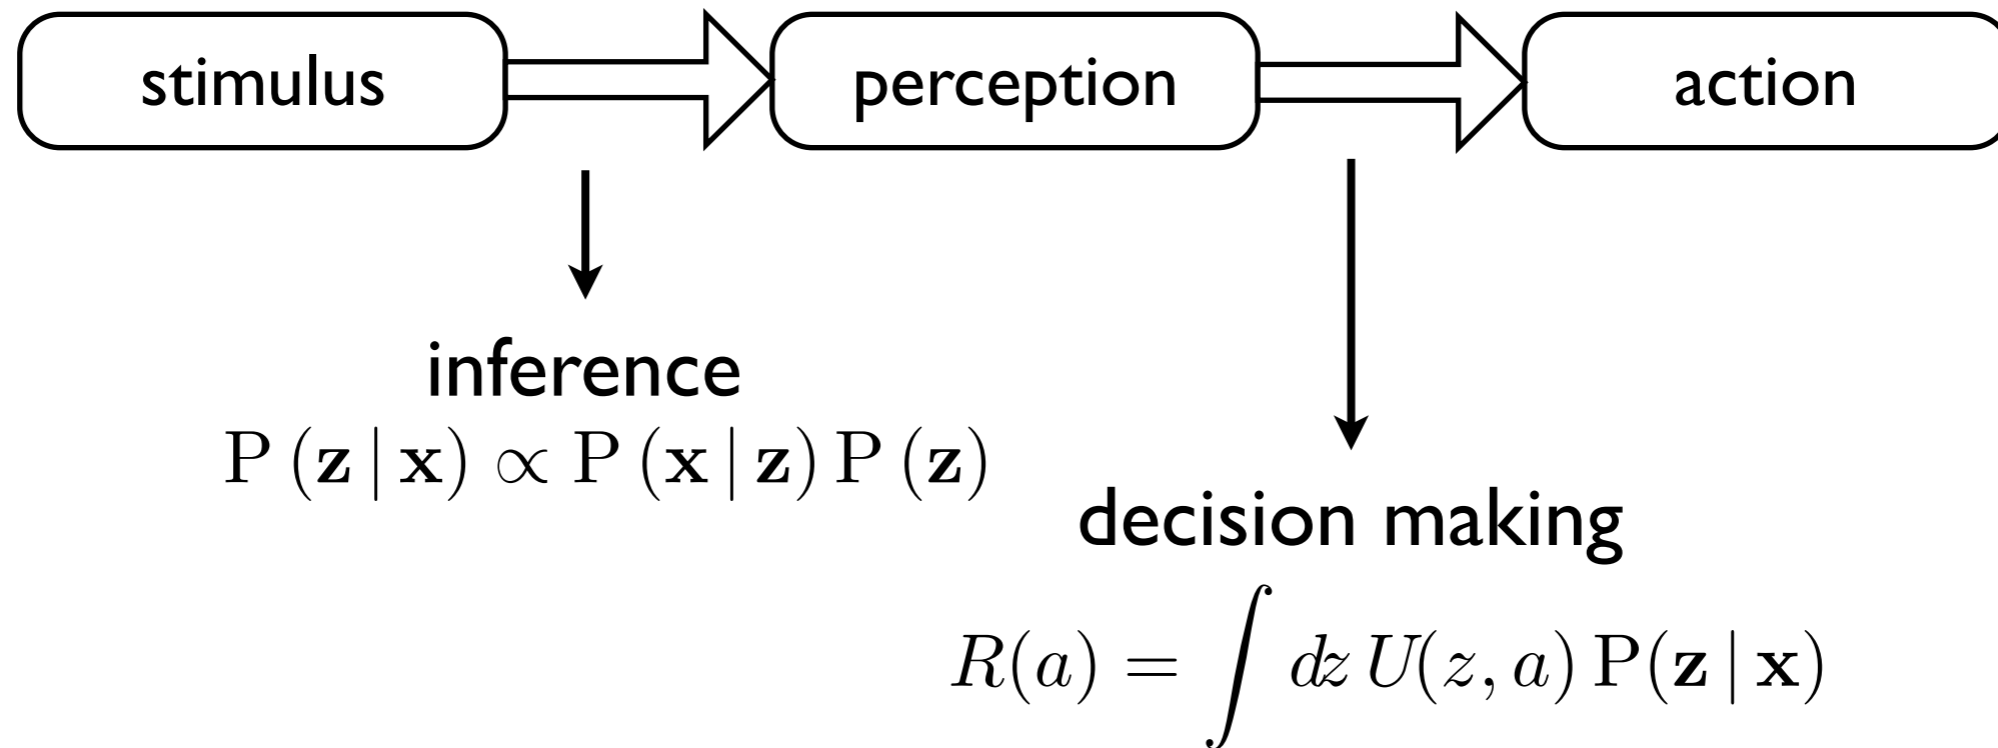 stimulus perception action
inference
P (z | x) ∝ P (x | z) P (z)
decision making
R(a) = ∫ dz U(z, a) P(z | x)